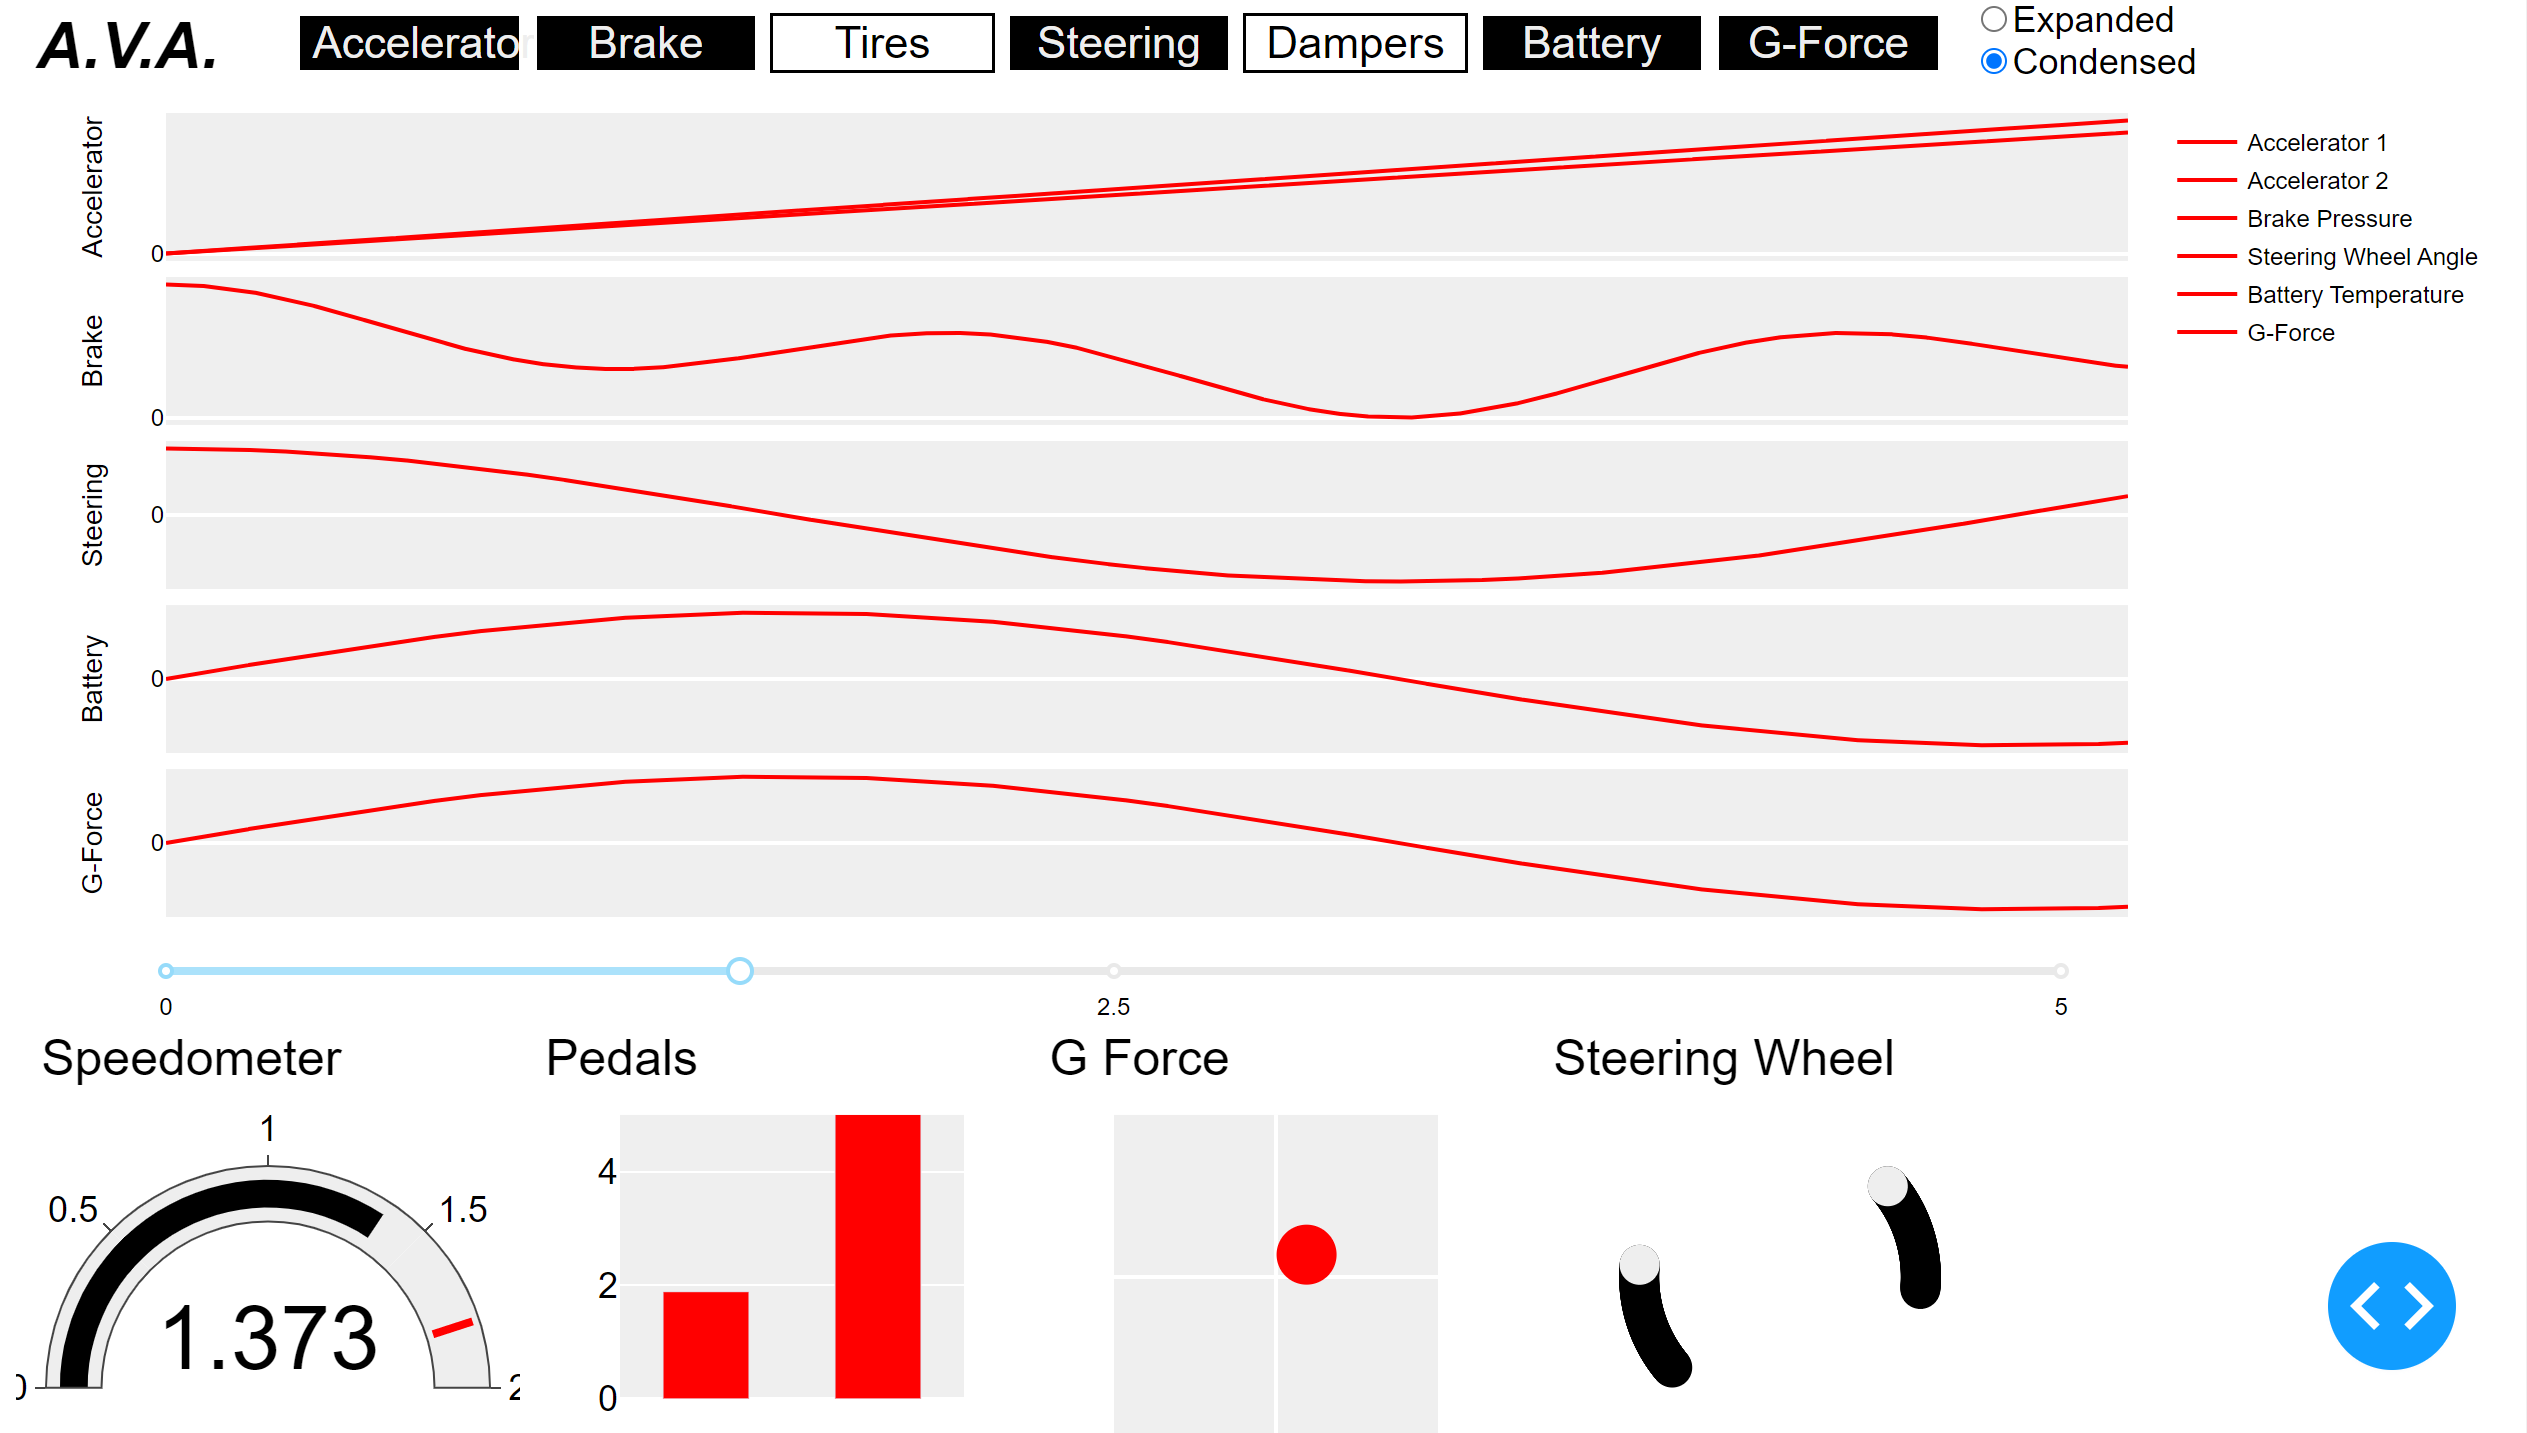 A.V.A.
Accelerator
Brake
Tires
Steering
Dampers
Battery
G-Force
Expanded
Condensed
Accelerator
0
Brake
0
Steering
0
Battery
0
G-Force
0
Accelerator 1
Accelerator 2
Brake Pressure
Steering Wheel Angle
Battery Temperature
G-Force
0
2.5
5
Speedometer
0
0.5
1
1.5
2
1.373
Pedals
4
2
0
G Force
Steering Wheel